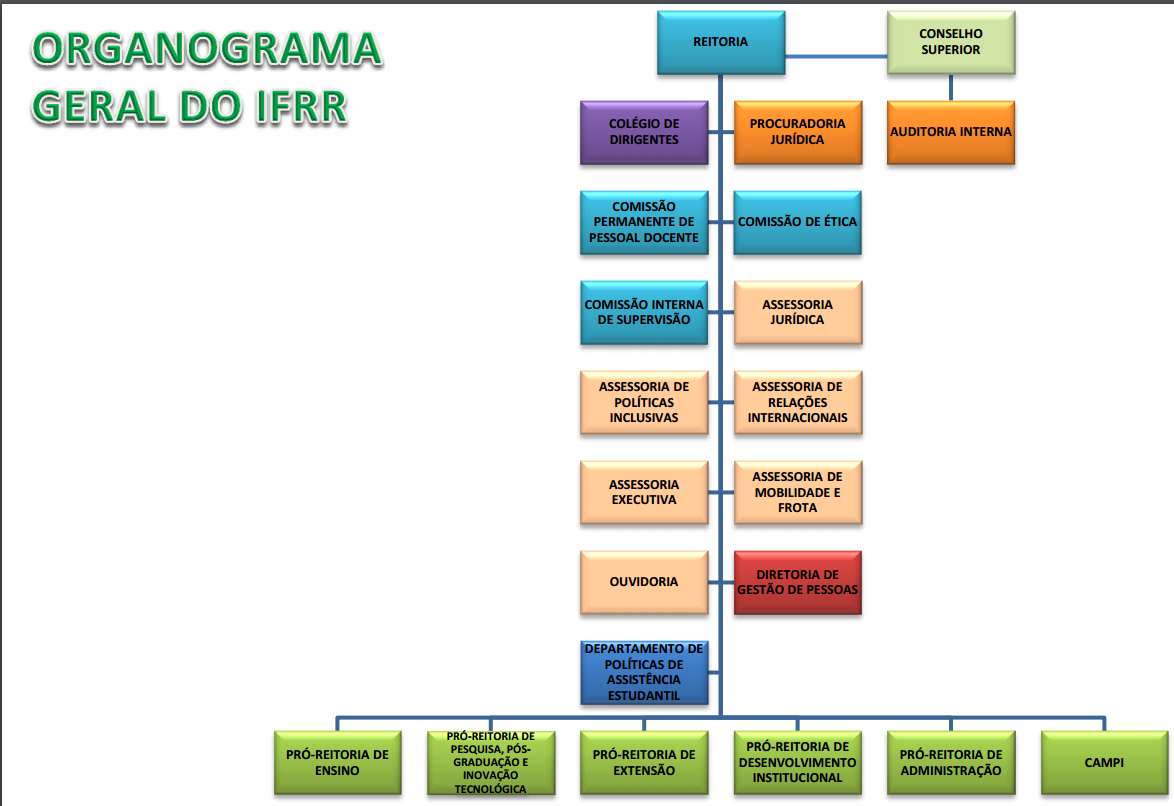 ORGANOGRAMA
GERAL DO IFRR
REITORIA
CONSELHO
SUPERIOR
COLÉGIO DE
DIRIGENTES
PROCURADORIA
JURÍDICA
AUDITORIA INTERNA
COMISSÃO
PERMANENTE DE
PESSOAL DOCENTE
COMISSÃO DE ÉTICA
COMISSÃO INTERNA
DE SUPERVISÃO
ASSESSORIA
JURÍDICA
ASSESSORIA DE
POLÍTICAS
INCLUSIVAS
ASSESSORIA DE
RELAÇÕES
INTERNACIONAIS
ASSESSORIA
EXECUTIVA
ASSESSORIA DE
MOBILIDADE E
FROTA
OUVIDORIA
DIRETORIA DE
GESTÃO DE PESSOAS
DEPARTAMENTO DE
POLÍTICAS DE
ASSISTÊNCIA
ESTUDANTIL
PRÓ-REITORIA DE
ENSINO
PRÓ-REITORIA DE
PESQUISA, PÓS-
GRADUAÇÃO E
INOVAÇÃO
TECNOLÓGICA
PRÓ-REITORIA DE
EXTENSÃO
PRÓ-REITORIA DE
DESENVOLVIMENTO
INSTITUCIONAL
PRÓ-REITORIA DE
ADMINISTRAÇÃO
CAMPI